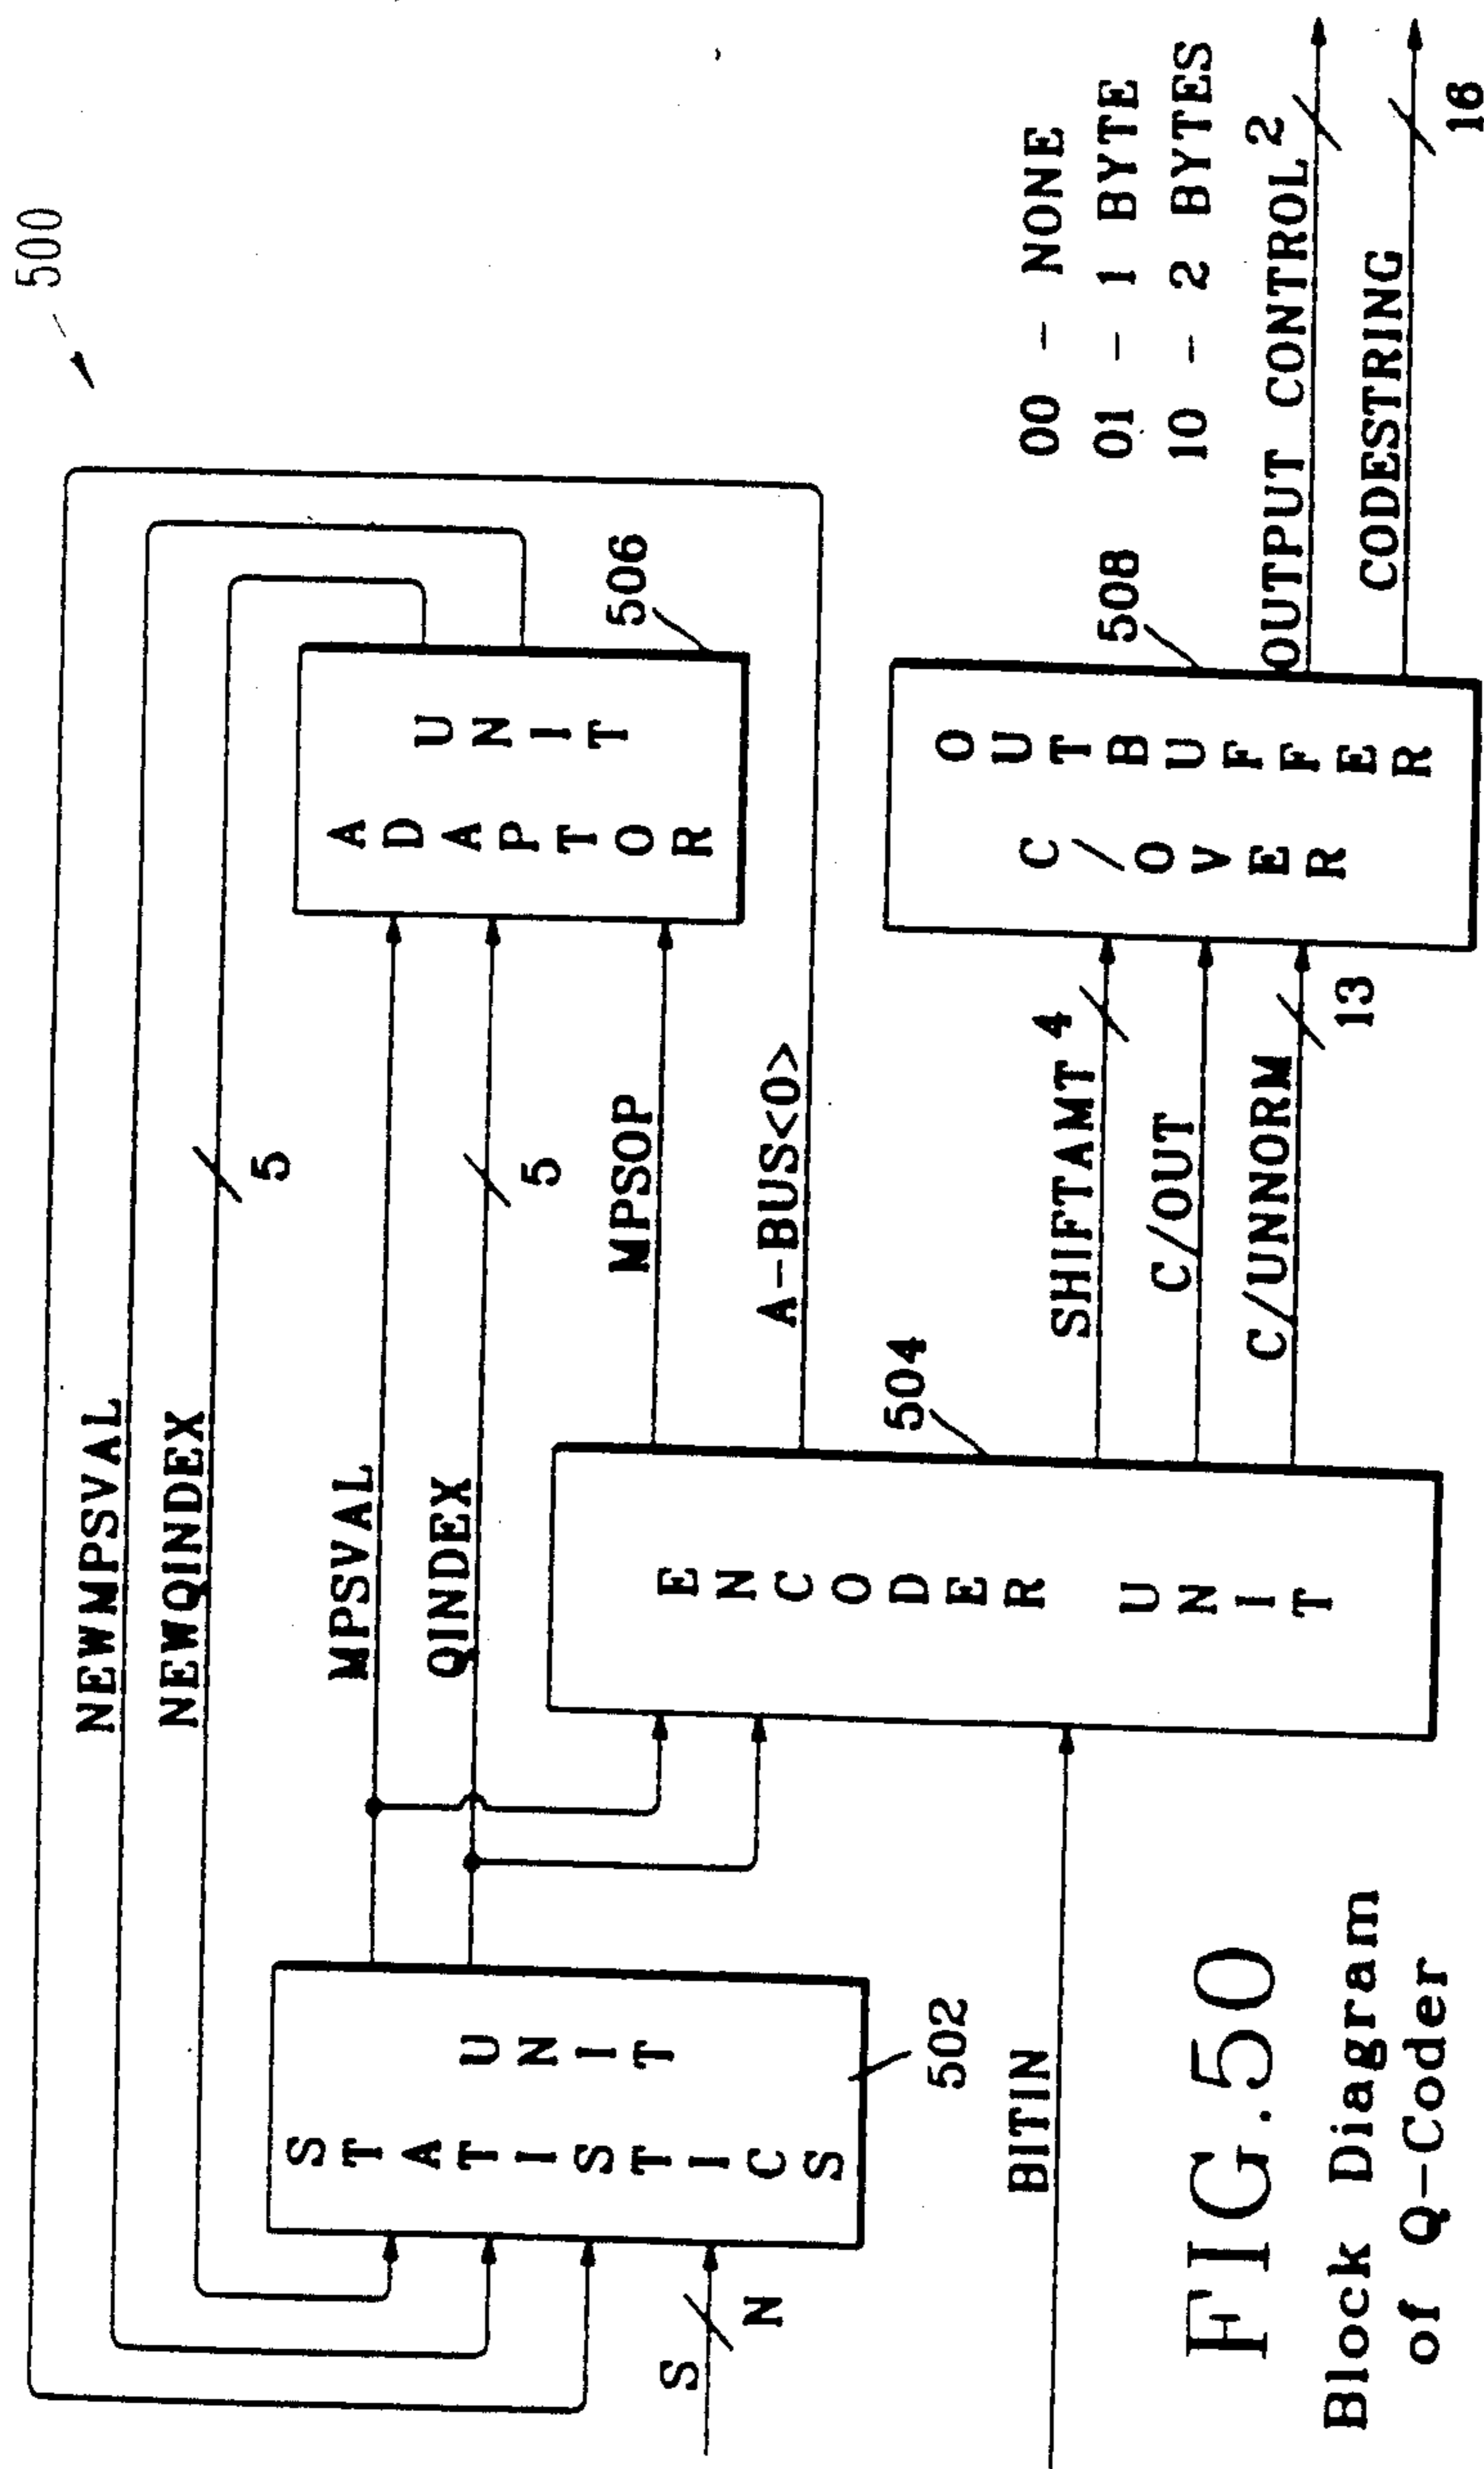 500
NEWMPSVAL
NEWQINDEX
5
MPSVAL
QINDEX
5
STATISTICS
UNIT
502
ADAPTOR
UNIT
506
MPSOP
A-BUS<0>
S
N
BITIN
504
ENCODER UNIT
SHIFTAMT 4
C/OUT
C/UNNORM
13
508
C/OVER
OUTBUFFER
00 - NONE
01 - 1 BYTE
10 - 2 BYTES
OUTPUT CONTROL 2
CODESTRING
16
FIG.50
Block Diagram
of Q-Coder